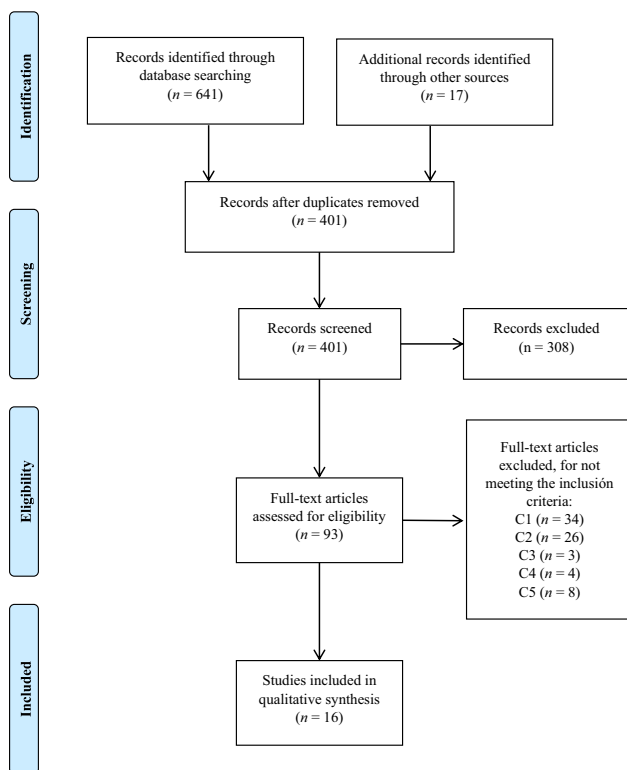 Identification
Records identified through
database searching
(n = 641)
Additional records identified
through other sources
(n = 17)
Records after duplicates removed
(n = 401)
Screening
Records screened
(n = 401)
Records excluded
(n = 308)
Eligibility
Full-text articles
assessed for eligibility
(n = 93)
Full-text articles
excluded, for not
meeting the inclusión
criteria:
C1 (n = 34)
C2 (n = 26)
C3 (n = 3)
C4 (n = 4)
C5 (n = 8)
Included
Studies included in
qualitative synthesis
(n = 16)